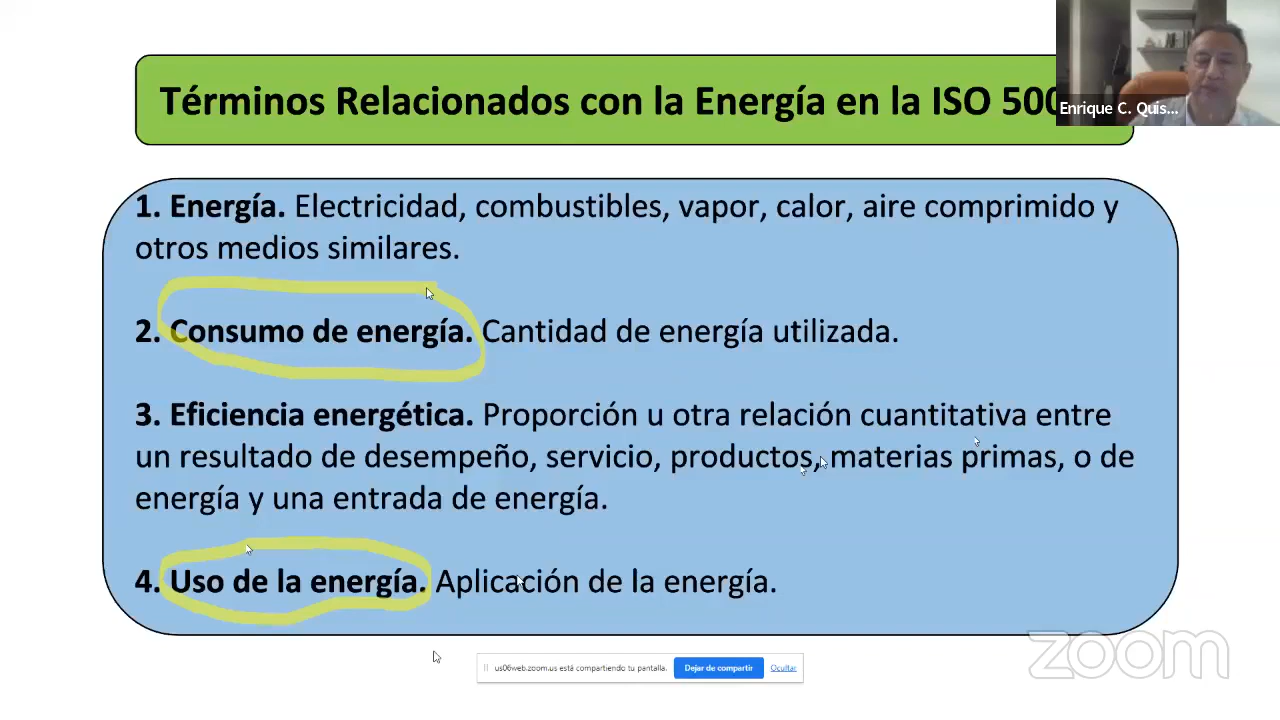 Términos Relacionados con la Energía en la ISO 500
Enrique C. Quis...
1. Energía. Electricidad, combustibles, vapor, calor, aire comprimido y
otros medios similares.
2. Consumo de energía. Cantidad de energía utilizada.
3. Eficiencia energética. Proporción u otra relación cuantitativa entre
un resultado de desempeño, servicio, productos, materias primas, o de
energía y una entrada de energía.
4. Uso de la energía. Aplicación de la energía.
zoom
us06web.zoom.us está compartiendo tu pantalla. Dejar de compartir Ocultar